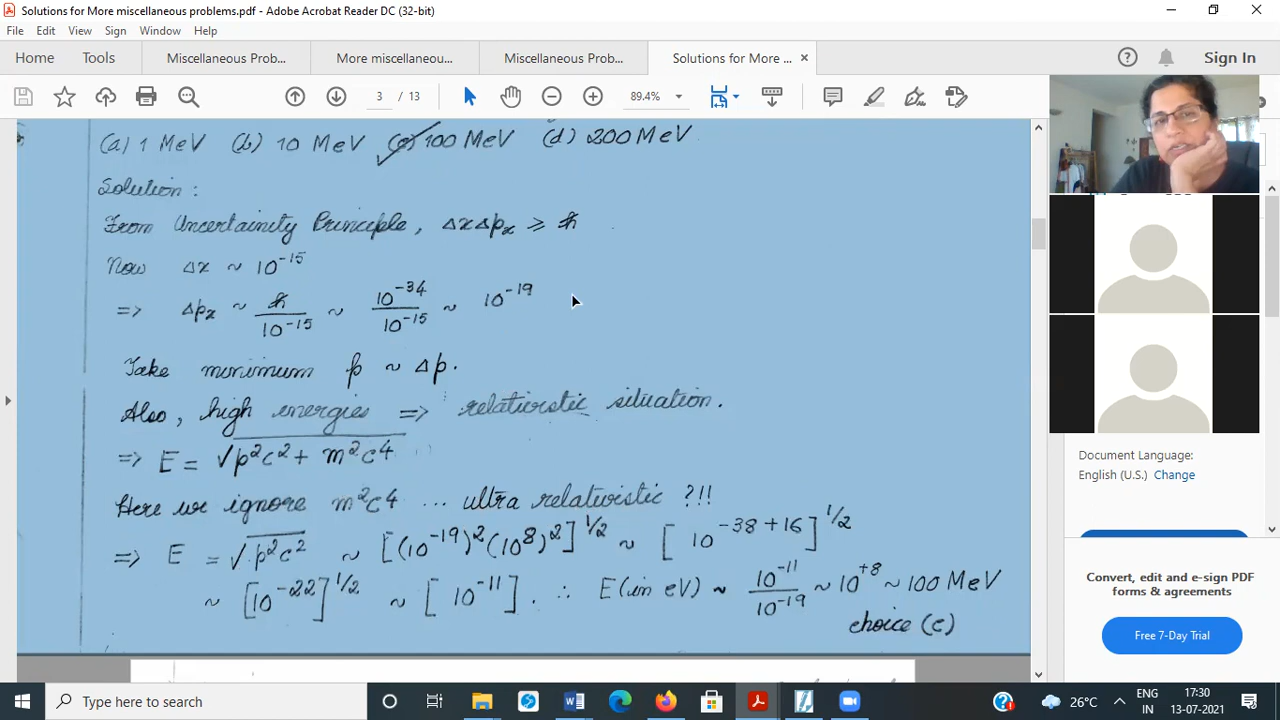 Solutions for More miscellaneous problems.pdf - Adobe Acrobat Reader DC (32-bit)
File Edit View Sign Window Help
Home Tools Miscellaneous Prob... More miscellaneou... Miscellaneous Prob... Solutions for More ... × Sign In
3 / 13 89.4%
(a) 1 MeV (b) 10 MeV (c) 100 MeV (d) 200 MeV
Solution :
From Uncertainity Principle, Δx Δpₓ ≥ ħ
Now Δx ~ 10⁻¹⁵
=> Δpₓ ~ ħ/10⁻¹⁵ ~ 10⁻³⁴/10⁻¹⁵ ~ 10⁻¹⁹
Take minimum p ~ Δp.
Also, high energies => relativistic situation.
=> E = √(p²c² + m²c⁴)
Here we ignore m²c⁴ ... ultra relativistic ?!!
=> E = √(p²c²) ~ [(10⁻¹⁹)² (10⁸)²]^1/2 ~ [10⁻³⁸⁺¹⁶]^1/2
~ [10⁻²²]^1/2 ~ [10⁻¹¹]. ∴ E (in eV) ~ 10⁻¹¹/10⁻¹⁹ ~ 10⁺⁸ ~ 100 MeV
choice (c)
Document Language:
English (U.S.) Change
Convert, edit and e-sign PDF
forms & agreements
Free 7-Day Trial
Type here to search
26°C
ENG
IN
17:30
13-07-2021